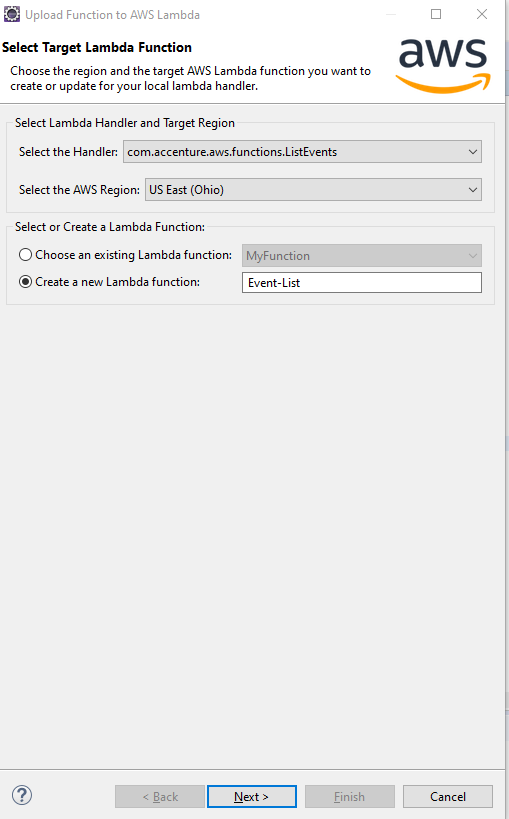 Upload Function to AWS Lambda
Select Target Lambda Function
Choose the region and the target AWS Lambda function you want to
create or update for your local lambda handler.
aws
Select Lambda Handler and Target Region
Select the Handler: com.accenture.aws.functions.ListEvents
Select the AWS Region: US East (Ohio)
Select or Create a Lambda Function:
Choose an existing Lambda function: MyFunction
Create a new Lambda function: Event-List
? < Back Next > Finish Cancel